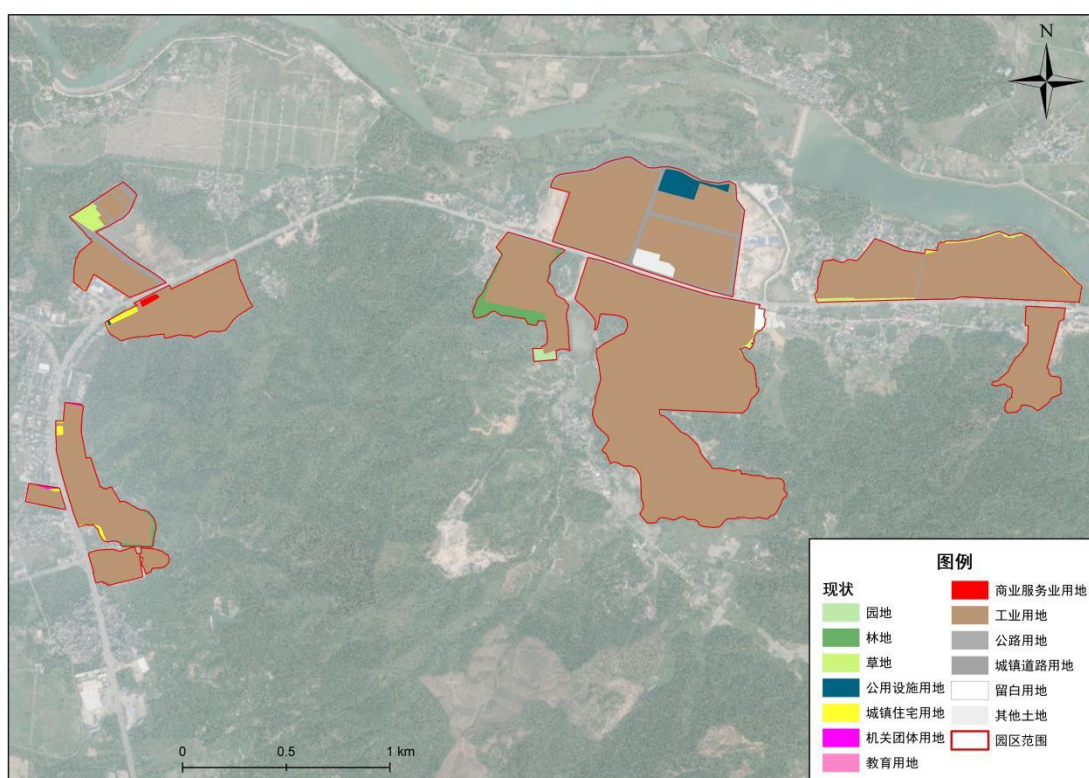 N
图例
现状
园地
林地
草地
公用设施用地
城镇住宅用地
机关团体用地
教育用地
商业服务业用地
工业用地
公路用地
城镇道路用地
留白用地
其他土地
园区范围
0 0.5 1 km